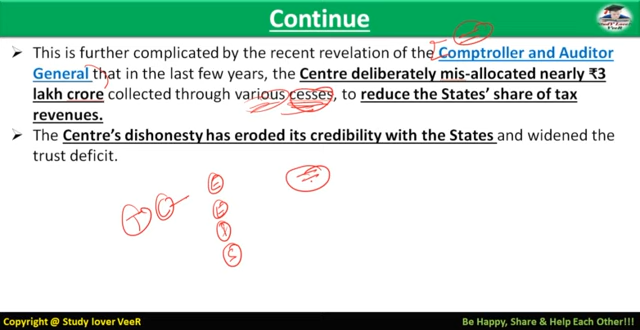 Continue
➢ This is further complicated by the recent revelation of the Comptroller and Auditor
General that in the last few years, the Centre deliberately mis-allocated nearly ₹3
lakh crore collected through various cesses, to reduce the States' share of tax
revenues.
➢ The Centre's dishonesty has eroded its credibility with the States and widened the
trust deficit.
Copyright @ Study lover VeeR
Be Happy, Share & Help Each Other!!!